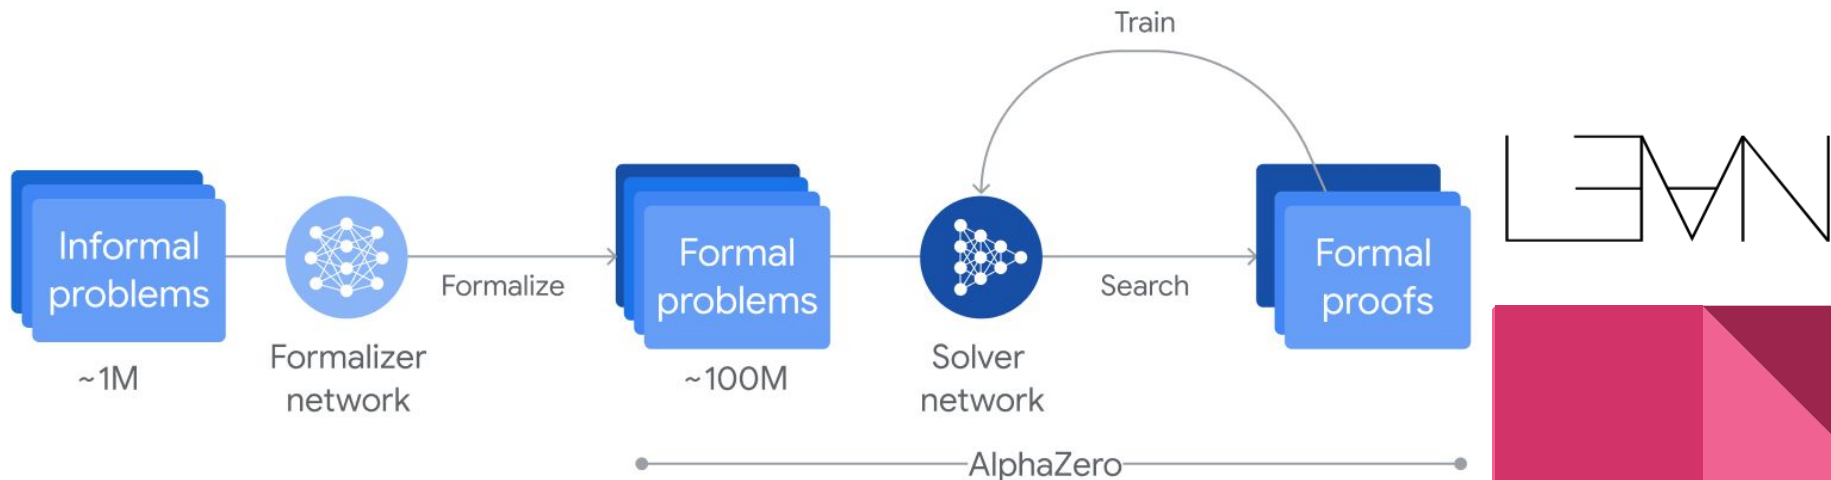 Train
Informal
problems
~1M
Formalizer
network
Formalize
Formal
problems
~100M
Solver
network
Search
Formal
proofs
AlphaZero
LEAN